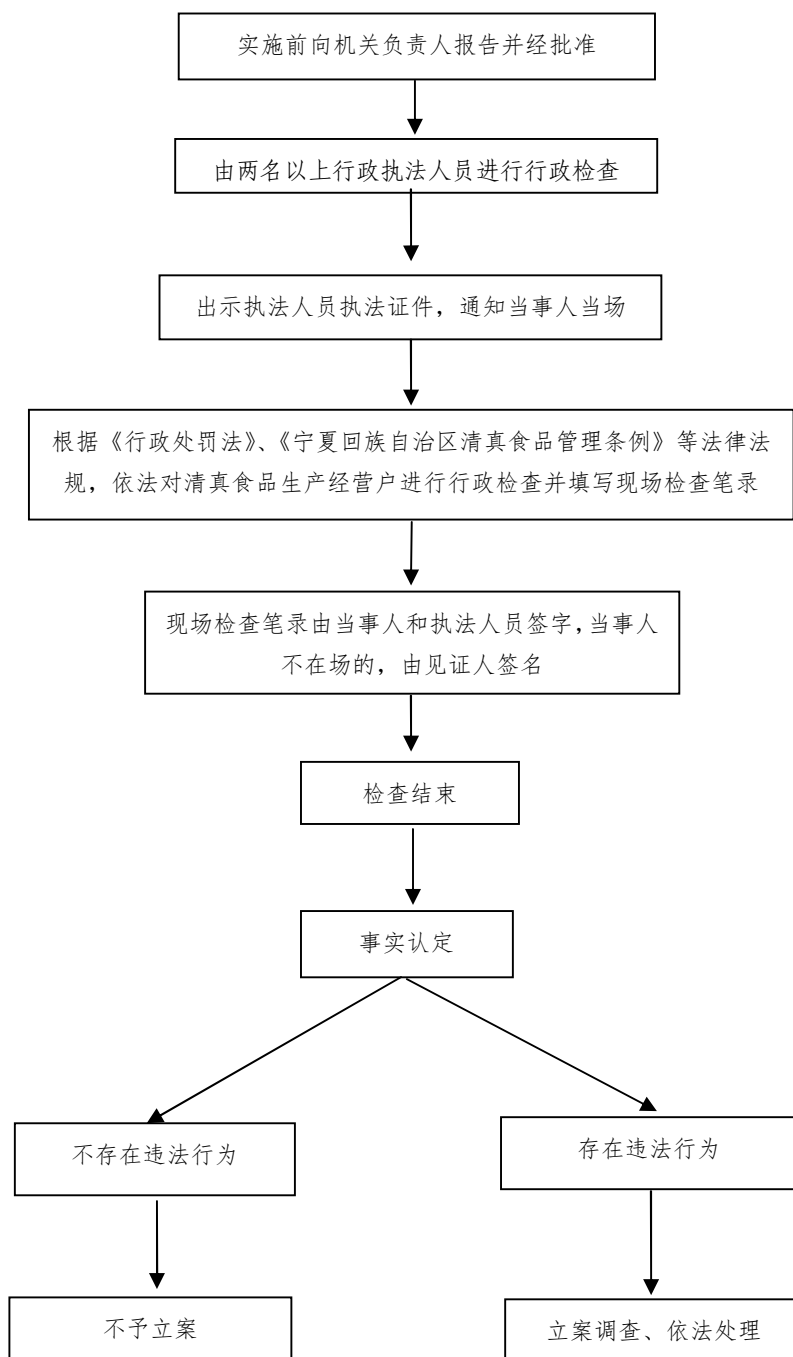 实施前向机关负责人报告并经批准
由两名以上行政执法人员进行行政检查
出示执法人员执法证件，通知当事人当场
根据《行政处罚法》、《宁夏回族自治区清真食品管理条例》等法律法
规，依法对清真食品生产经营户进行行政检查并填写现场检查笔录
现场检查笔录由当事人和执法人员签字，当事人
不在场的，由见证人签名
检查结束
事实认定
不存在违法行为
存在违法行为
不予立案
立案调查、依法处理